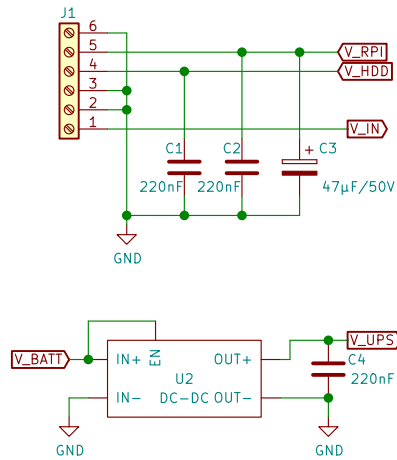 J1
6
5
4
3
2
1
V_RPI
V_HDD
V_IN
C1
220nF
C2
220nF
+
C3
47µF/50V
GND
V_BATT
IN+
EN
OUT+
U2
IN-
DC-DC
OUT-
V_UPS
C4
220nF
GND
GND